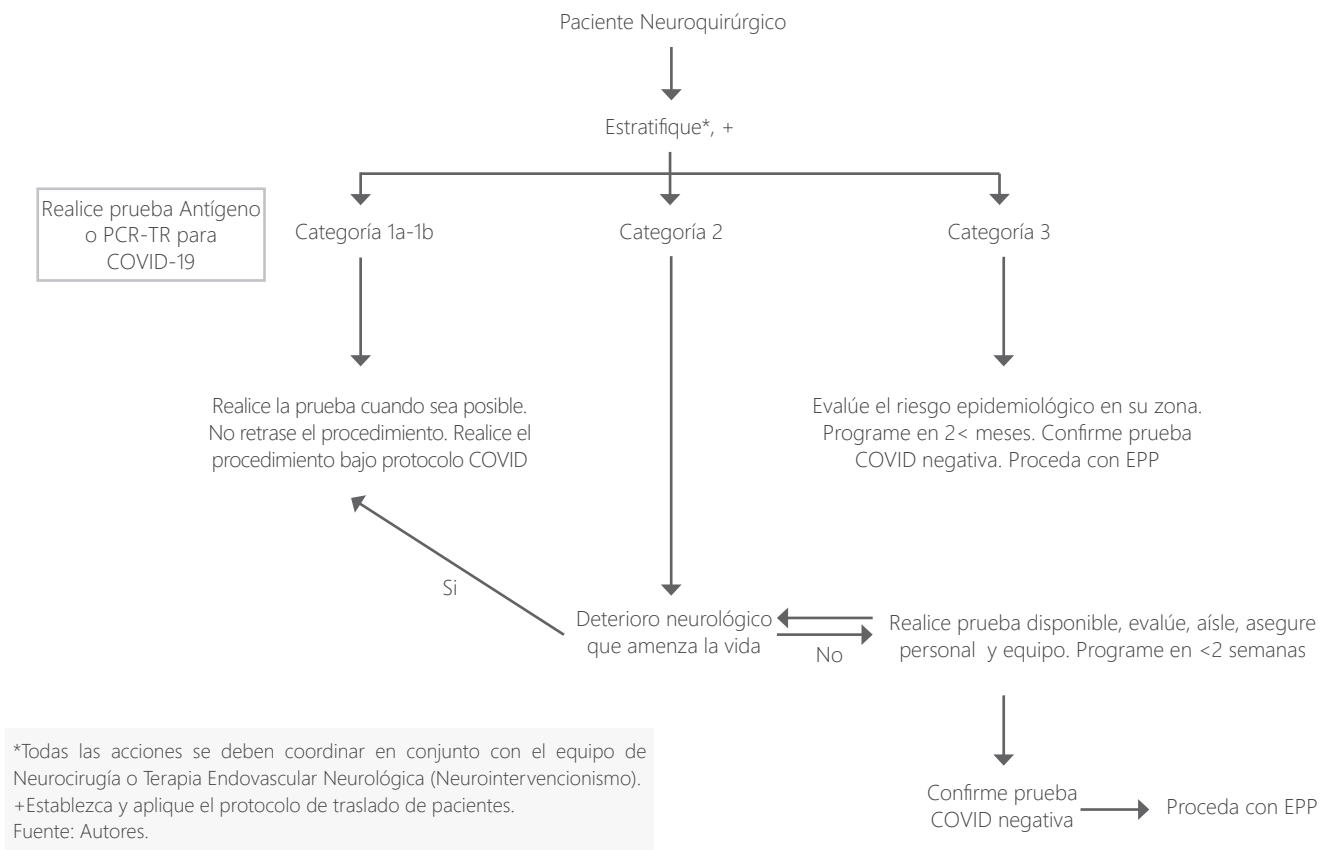 Paciente Neuroquirúrgico
Estratifique*, +
Realice prueba Antígeno
o PCR-TR para
COVID-19
Categoría 1a-1b
Categoría 2
Categoría 3
Realice la prueba cuando sea posible.
No retrase el procedimiento. Realice el
procedimiento bajo protocolo COVID
Evalúe el riesgo epidemiológico en su zona.
Programe en 2< meses. Confirme prueba
COVID negativa. Proceda con EPP
Si
Deterioro neurológico
que amenza la vida
No
Realice prueba disponible, evalúe, aísle, asegure
personal y equipo. Programe en <2 semanas
Confirme prueba
COVID negativa
Proceda con EPP
*Todas las acciones se deben coordinar en conjunto con el equipo de
Neurocirugía o Terapia Endovascular Neurológica (Neurointervencionismo).
+Establezca y aplique el protocolo de traslado de pacientes.
Fuente: Autores.